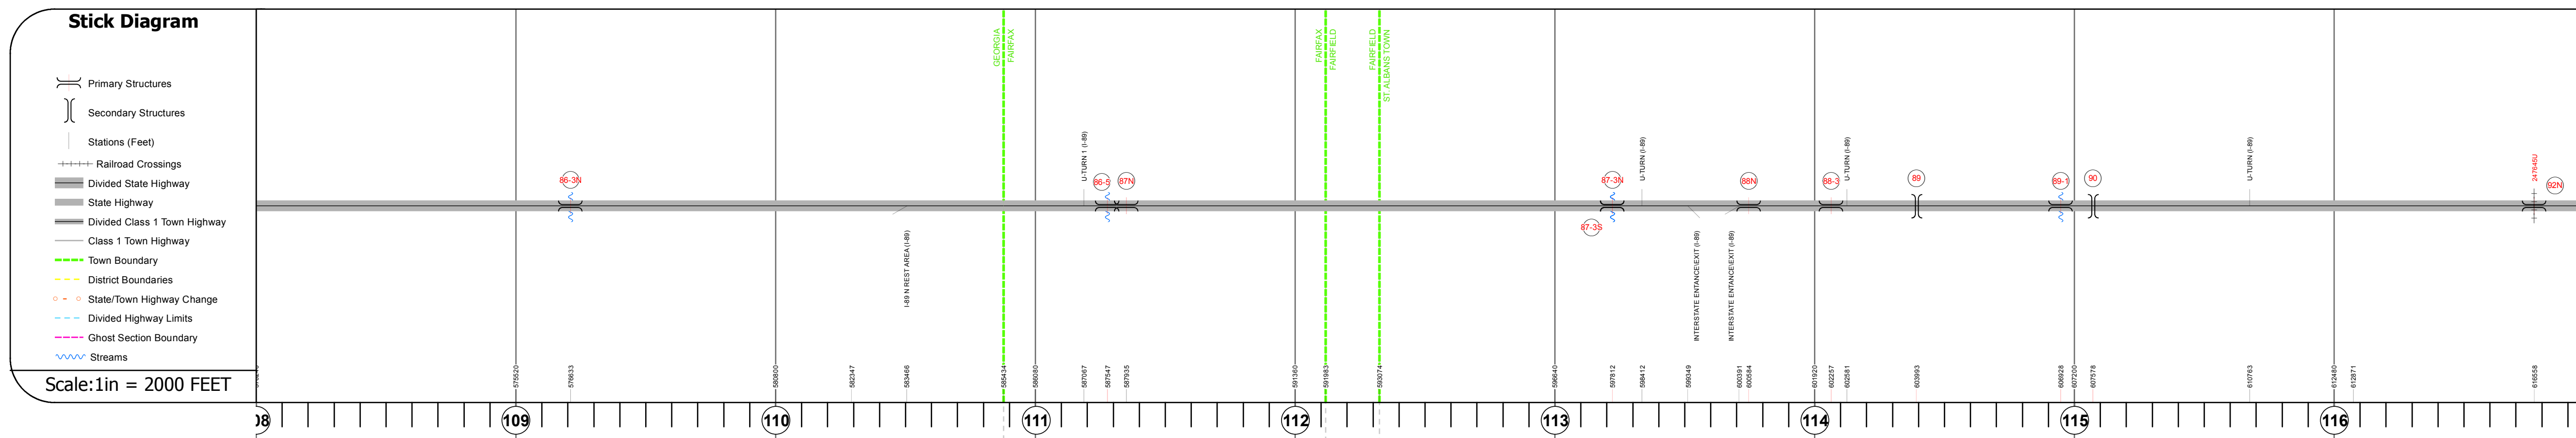 Stick Diagram
Primary Structures
Secondary Structures
Stations (Feet)
Railroad Crossings
Divided State Highway
State Highway
Divided Class 1 Town Highway
Class 1 Town Highway
Town Boundary
District Boundaries
State/Town Highway Change
Divided Highway Limits
Ghost Section Boundary
Streams
Scale:1in = 2000 FEET
GEORGIA
FAIRFAX
FAIRFAX
FAIRFIELD
FAIRFIELD
ST. ALBANS TOWN
86-3N
I-89 N REST AREA (I-89)
U-TURN 1 (I-89)
86-5
87N
87-3N
87-3S
U-TURN (I-89)
INTERSTATE ENTANCE\EXIT (I-89)
INTERSTATE ENTANCE\EXIT (I-89)
88N
88-3
U-TURN (I-89)
89
89-1
90
U-TURN (I-89)
247645U
92N
575520
576633
580800
582347
583466
585434
586080
587067
587547
587935
591360
591983
593074
596640
597812
598412
599349
600391
600584
601920
602257
602581
603993
606928
607200
607578
610763
612480
612871
616558
08
109
110
111
112
113
114
115
116